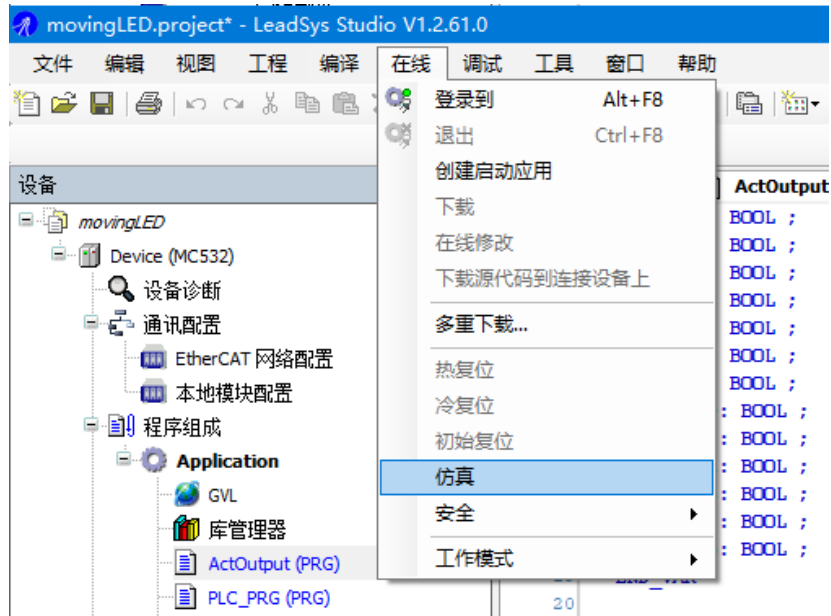 movingLED.project* - LeadSys Studio V1.2.61.0
文件 编辑 视图 工程 编译 在线 调试 工具 窗口 帮助
登录到 Alt+F8
退出 Ctrl+F8
创建启动应用
下载
在线修改
下载源代码到连接设备上
多重下载...
热复位
冷复位
初始复位
仿真
安全
工作模式
设备
movingLED
Device (MC532)
设备诊断
通讯配置
EtherCAT 网络配置
本地模块配置
程序组成
Application
GVL
库管理器
ActOutput (PRG)
PLC_PRG (PRG)
ActOutput
BOOL ;
BOOL ;
BOOL ;
BOOL ;
BOOL ;
BOOL ;
BOOL ;
: BOOL ;
: BOOL ;
: BOOL ;
: BOOL ;
: BOOL ;
: BOOL ;
20